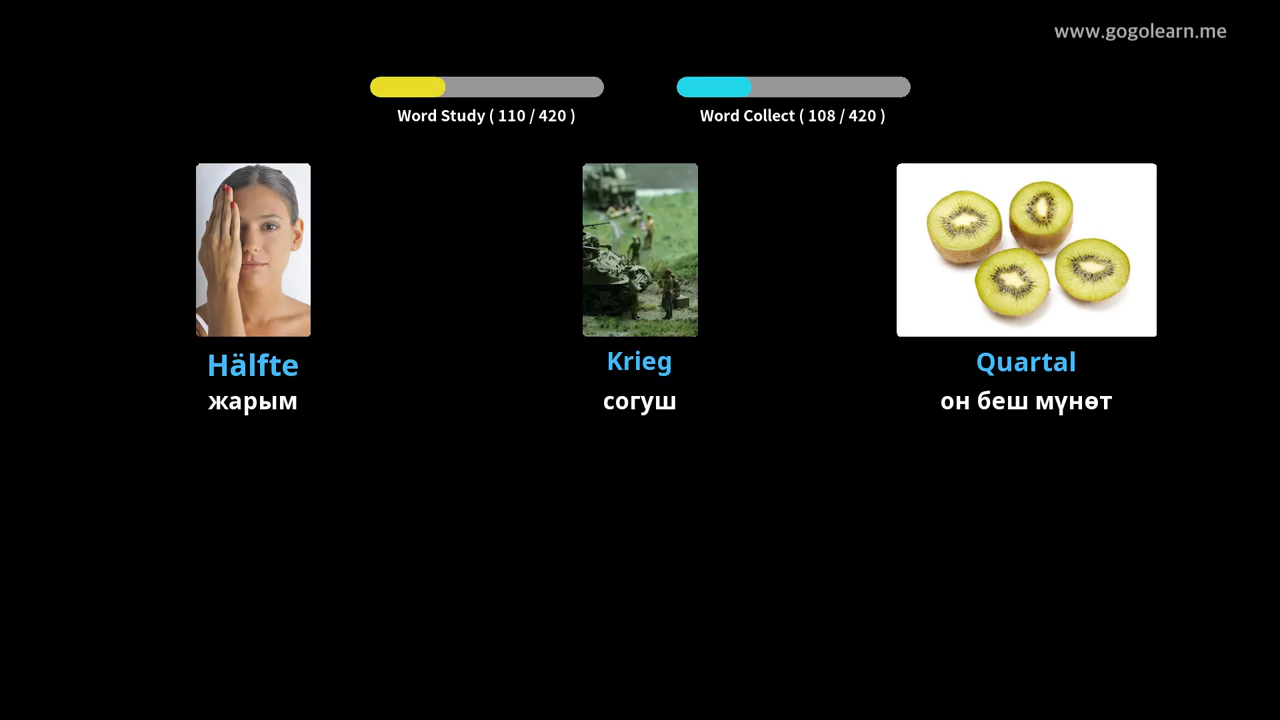 www.gogolearn.me
Word Study ( 110 / 420 )
Word Collect ( 108 / 420 )
Hälfte
жарым
Krieg
согуш
Quartal
он беш мүнөт